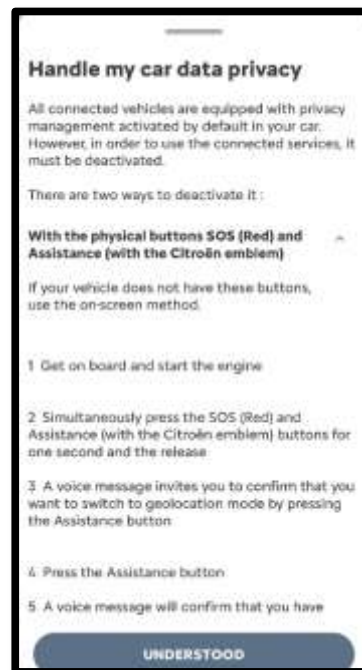 Handle my car data privacy
All connected vehicles are equipped with privacy
management activated by default in your car.
However, in order to use the connected services, it
must be deactivated.
There are two ways to deactivate it :
With the physical buttons SOS (Red) and
Assistance (with the Citroën emblem)
If your vehicle does not have these buttons,
use the on-screen method.
1 Get on board and start the engine
2 Simultaneously press the SOS (Red) and
Assistance (with the Citroën emblem) buttons for
one second and the release
3 A voice message invites you to confirm that you
want to switch to geolocation mode by pressing
the Assistance button
4 Press the Assistance button
5 A voice message will confirm that you have
UNDERSTOOD